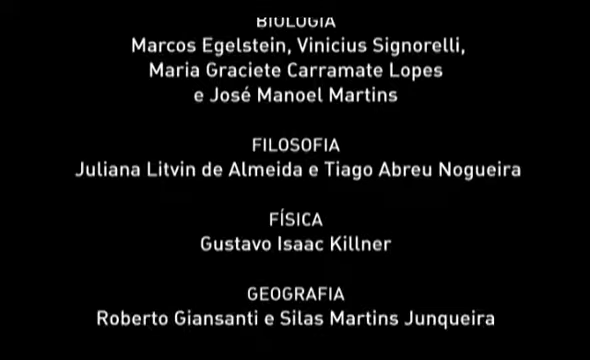 BIOLOGIA
Marcos Egelstein, Vinicius Signorelli,
Maria Graciete Carramate Lopes
e José Manoel Martins
FILOSOFIA
Juliana Litvin de Almeida e Tiago Abreu Nogueira
FÍSICA
Gustavo Isaac Killner
GEOGRAFIA
Roberto Giansanti e Silas Martins Junqueira